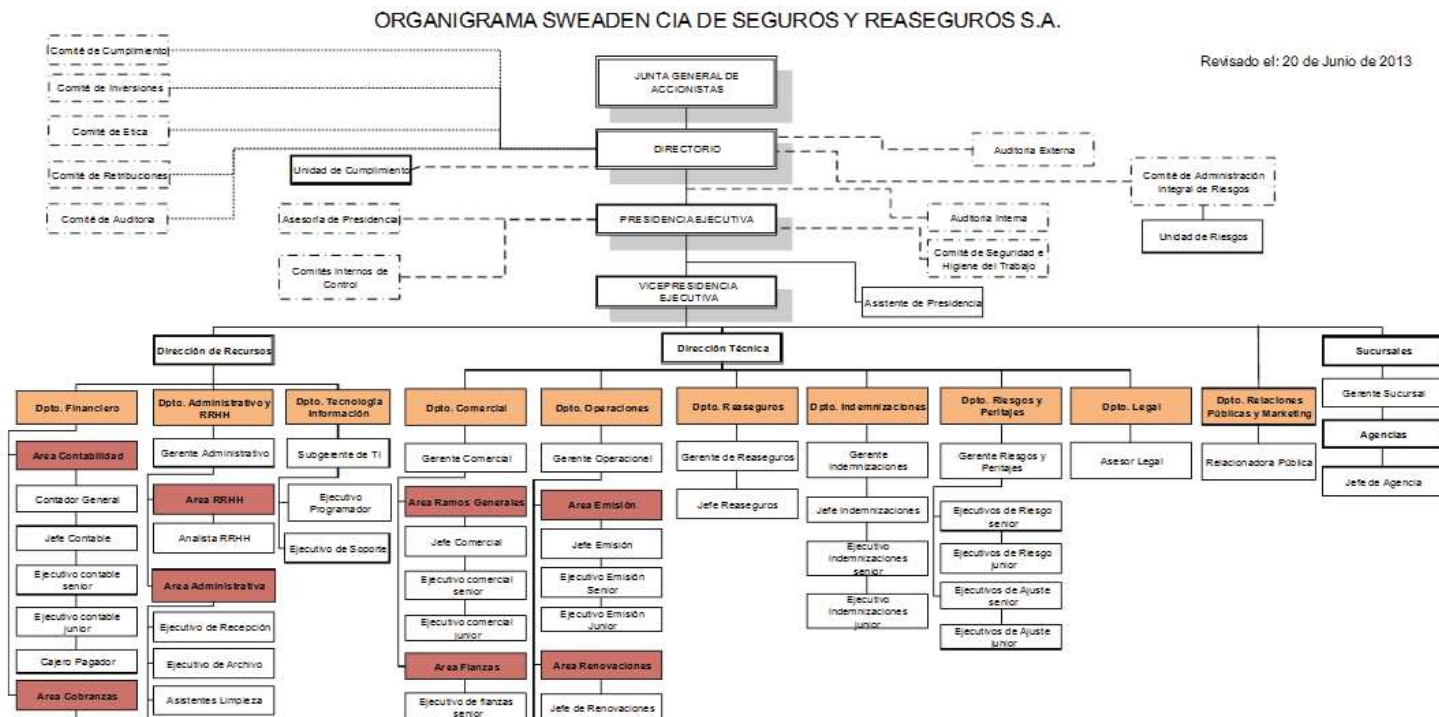 ORGANIGRAMA SWEADEN CIA DE SEGUROS Y REASEGUROS S.A.
Revisado el: 20 de Junio de 2013
Comité de Cumplimiento
Comité de Inversiones
Comité de Etica
Comité de Retribuciones
Comité de Auditoria
JUNTA GENERAL DE
ACCIONISTAS
DIRECTORIO
Unidad de Cumplimiento
Auditoria Externa
Comité de Administración
Integral de Riesgos
Unidad de Riesgos
Asesoría de Presidencia
PRESIDENCIA EJECUTIVA
Auditoria Interna
Comité de Seguridad e
Higiene del Trabajo
Comités Internos de
Control
VICEPRESIDENCIA
EJECUTIVA
Asistente de Presidencia
Dirección de Recursos
Dirección Técnica
Sucursales
Gerente Sucursal
Agencias
Jefe de Agencia
Dpto. Financiero
Area Contabilidad
Contador General
Jefe Contable
Ejecutivo contable
senior
Ejecutivo contable
junior
Cajero Pagador
Area Cobranzas
Dpto. Administrativo y
RRHH
Gerente Administrativo
Area RRHH
Analista RRHH
Area Administrativa
Ejecutivo de Recepción
Ejecutivo de Archivo
Asistentes Limpieza
Dpto. Tecnología
Información
Subgerente de TI
Ejecutivo
Programador
Ejecutivo de Soporte
Dpto. Comercial
Gerente Comercial
Area Ramos Generales
Jefe Comercial
Ejecutivo comercial
senior
Ejecutivo comercial
junior
Area Fianzas
Ejecutivo de fianzas
senior
Dpto. Operaciones
Gerente Operacionel
Area Emisión
Jefe Emisión
Ejecutivo Emisión
Senior
Ejecutivo Emisión
Junior
Area Renovaciones
Jefe de Renovaciones
Dpto. Reaseguros
Gerente de Reaseguros
Jefe Reaseguros
Dpto. Indemnizaciones
Gerente
Indemnizaciones
Jefe Indemnizaciones
Ejecutivo
Indemnizaciones
senior
Ejecutivo
Indemnizaciones
junior
Dpto. Riesgos y
Peritajes
Gerente Riesgos y
Peritajes
Ejecutivos de Riesgo
senior
Ejecutivos de Riesgo
junior
Ejecutivos de Ajuste
senior
Ejecutivos de Ajuste
junior
Dpto. Legal
Asesor Legal
Dpto. Relaciones
Públicas y Marketing
Relacionadora Pública